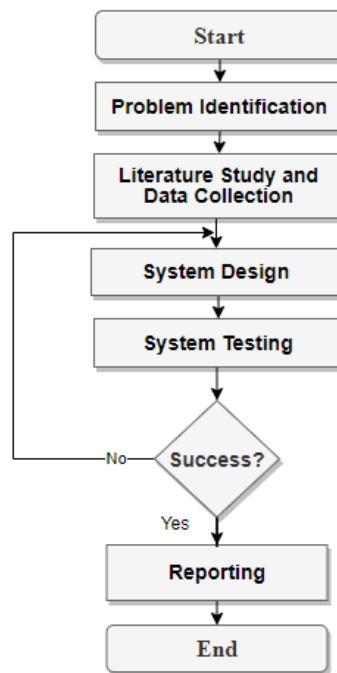 Start
Problem Identification
Literature Study and
Data Collection
System Design
System Testing
Success?
No
Yes
Reporting
End